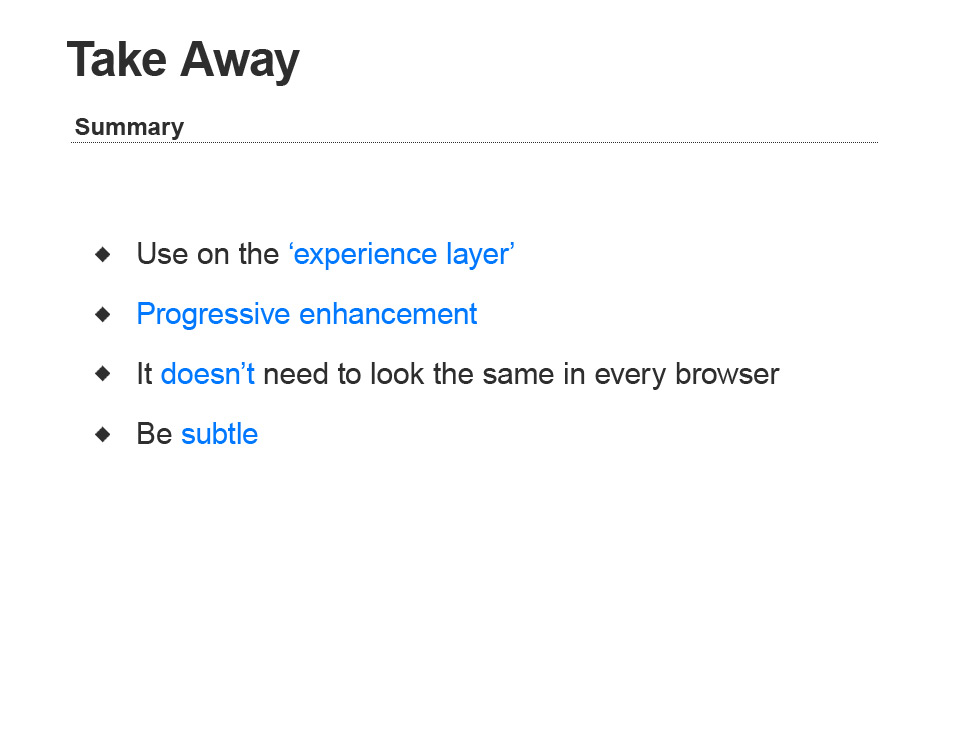 Take Away
Summary
◆ Use on the ‘experience layer’
◆ Progressive enhancement
◆ It doesn’t need to look the same in every browser
◆ Be subtle